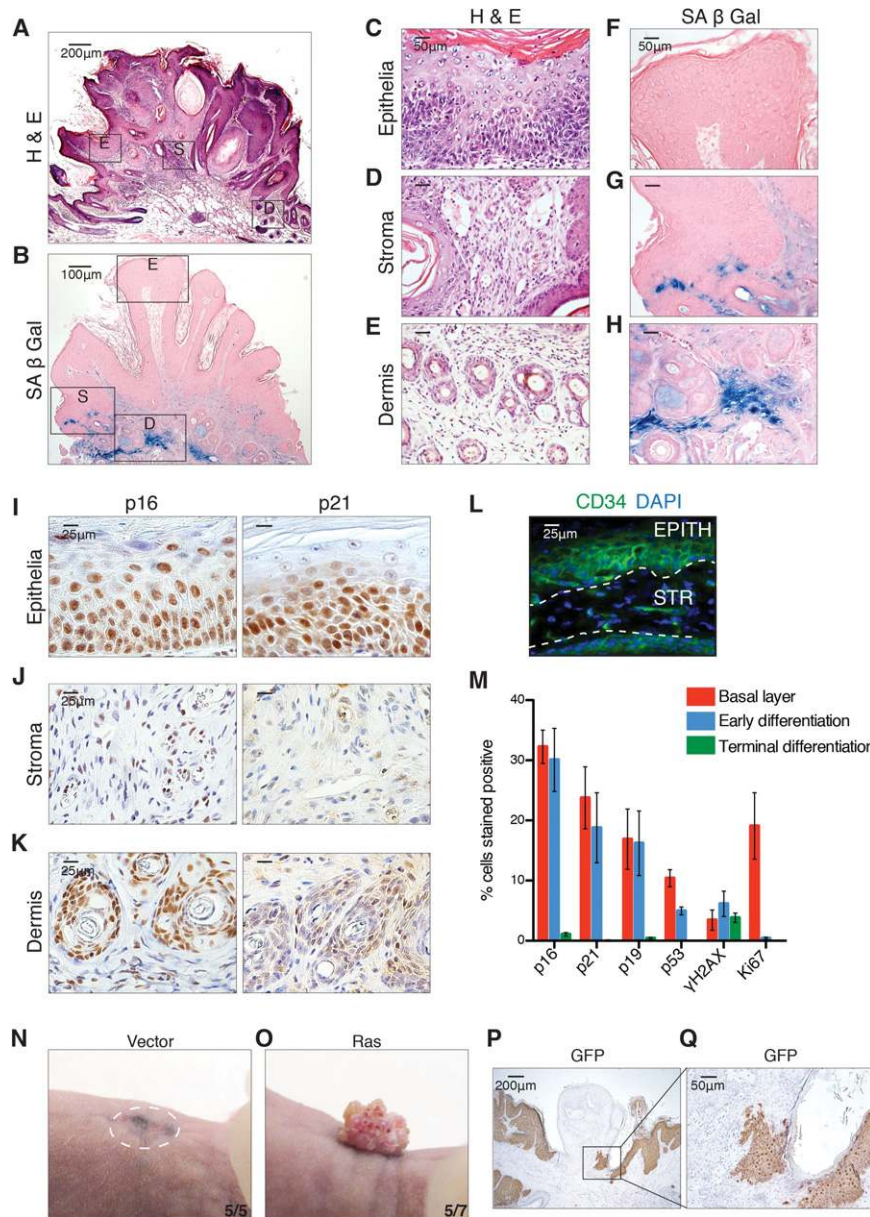 A
200µm
H & E
E
S
D
B
100µm
SA β Gal
E
S
D
H & E
SA β Gal
C
50µm
Epithelia
F
50µm
D
Stroma
G
E
Dermis
H
p16
p21
I
25µm
Epithelia
J
25µm
Stroma
K
25µm
Dermis
L
CD34 DAPI
25µm
EPITH
STR
M
% cells stained positive
40
30
20
10
0
Basal layer
Early differentiation
Terminal differentiation
p16
p21
p19
p53
γH2AX
Ki67
N
Vector
5/5
O
Ras
5/7
P
GFP
200µm
Q
GFP
50µm